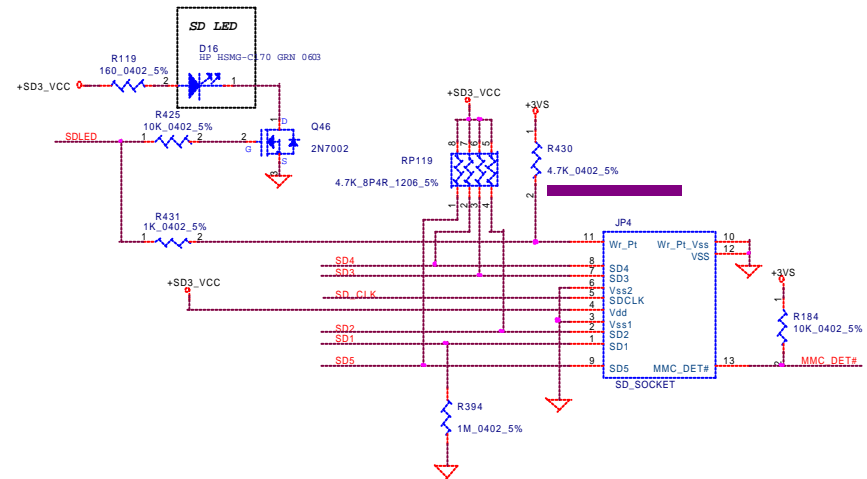 SD LED
D16
HP HSMG-C170 GRN 0603
R119
160_0402_5%
+SD3_VCC
2
1
R425
10K_0402_5%
SDLED
1
2
2
G
1
D
Q46
2N7002
S
3
+SD3_VCC
8
7
6
5
RP119
4.7K_8P4R_1206_5%
1
2
3
4
+3VS
1
R430
4.7K_0402_5%
2
R431
1K_0402_5%
1
2
JP4
11
Wr_Pt
Wr_Pt_Vss
10
VSS
12
SD4
8
SD4
SD3
7
SD3
6
Vss2
SD_CLK
5
SDCLK
+SD3_VCC
4
Vdd
3
Vss1
SD2
2
SD2
SD1
1
SD1
SD5
9
SD5
MMC_DET#
13
MMC_DET#
SD_SOCKET
+3VS
1
R184
10K_0402_5%
2
R394
1M_0402_5%